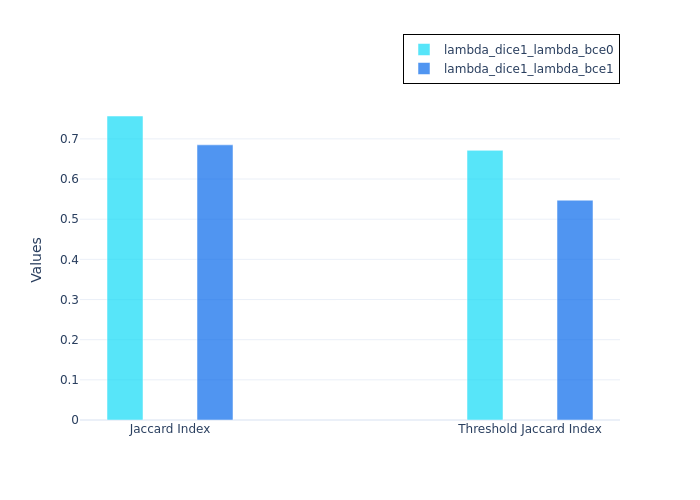 lambda_dice1_lambda_bce0
lambda_dice1_lambda_bce1
0.7
0.6
0.5
0.4
0.3
0.2
0.1
0
Values
Jaccard Index
Threshold Jaccard Index